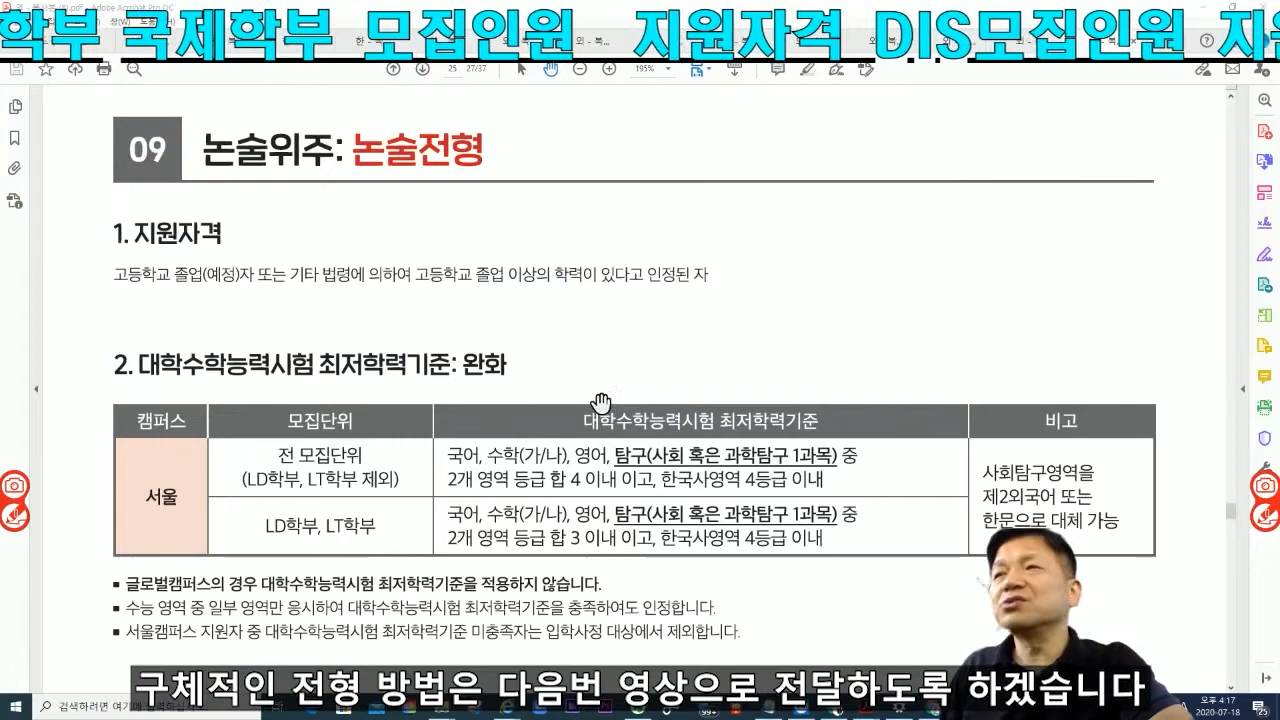 학부 국제학부 모집인원 지원자격 DIS모집인원 지원
25 27/37 195%
09 논술위주: 논술전형
1. 지원자격
고등학교 졸업(예정)자 또는 기타 법령에 의하여 고등학교 졸업 이상의 학력이 있다고 인정된 자
2. 대학수학능력시험 최저학력기준: 완화
캠퍼스 모집단위 대학수학능력시험 최저학력기준 비고
서울
전 모집단위
(LD학부, LT학부 제외)
국어, 수학(가/나), 영어, 탐구(사회 혹은 과학탐구 1과목) 중
2개 영역 등급 합 4 이내 이고, 한국사영역 4등급 이내
LD학부, LT학부
국어, 수학(가/나), 영어, 탐구(사회 혹은 과학탐구 1과목) 중
2개 영역 등급 합 3 이내 이고, 한국사영역 4등급 이내
사회탐구영역을
제2외국어 또는
한문으로 대체 가능
■ 글로벌캠퍼스의 경우 대학수학능력시험 최저학력기준을 적용하지 않습니다.
■ 수능 영역 중 일부 영역만 응시하여 대학수학능력시험 최저학력기준을 충족하여도 인정합니다.
■ 서울캠퍼스 지원자 중 대학수학능력시험 최저학력기준 미충족자는 입학사정 대상에서 제외합니다.
구체적인 전형 방법은 다음번 영상으로 전달하도록 하겠습니다
오후 4:17
2020-07-18